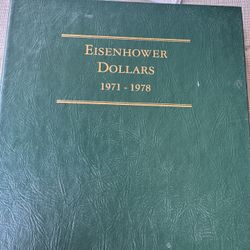 EISENHOWER
DOLLARS
1971 - 1978